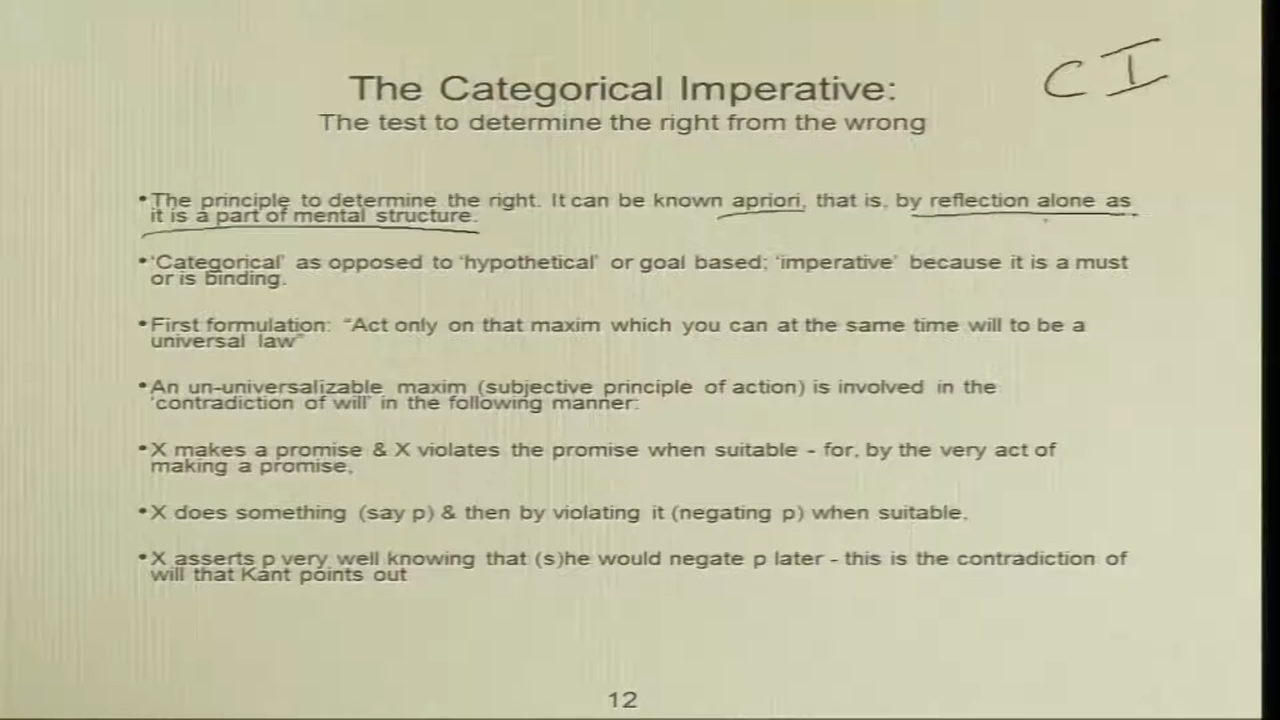 CI
The Categorical Imperative:
The test to determine the right from the wrong
•The principle to determine the right. It can be known apriori, that is, by reflection alone as
it is a part of mental structure.
•'Categorical' as opposed to 'hypothetical' or goal based; 'imperative' because it is a must
or is binding.
•First formulation: "Act only on that maxim which you can at the same time will to be a
universal law"
•An un-universalizable maxim (subjective principle of action) is involved in the
'contradiction of will' in the following manner:
•X makes a promise & X violates the promise when suitable - for, by the very act of
making a promise,
•X does something (say p) & then by violating it (negating p) when suitable,
•X asserts p very well knowing that (s)he would negate p later - this is the contradiction of
will that Kant points out
12